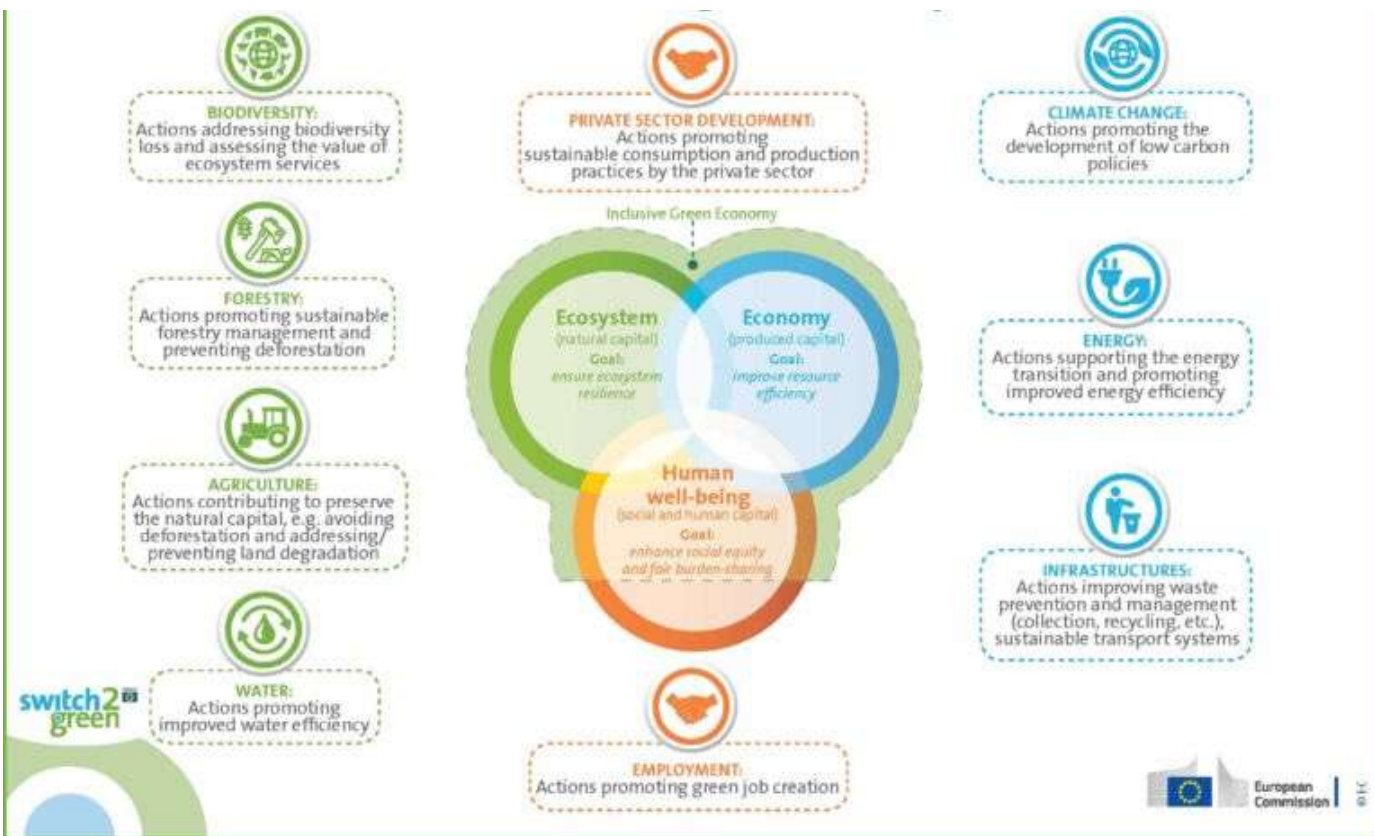 BIODIVERSITY:
Actions addressing biodiversity
loss and assessing the value of
ecosystem services
FORESTRY:
Actions promoting sustainable
forestry management and
preventing deforestation
AGRICULTURE:
Actions contributing to preserve
the natural capital, e.g. avoiding
deforestation and addressing/
preventing land degradation
WATER:
Actions promoting
improved water efficiency
PRIVATE SECTOR DEVELOPMENT:
Actions promoting
sustainable consumption and production
practices by the private sector
Inclusive Green Economy
Ecosystem
(natural capital)
Goal:
ensure ecosystem
resilience
Economy
(produced capital)
Goal:
improve resource
efficiency
Human
well-being
(social and human capital)
Goal:
enhance social equity
and fair burden-sharing
EMPLOYMENT:
Actions promoting green job creation
CLIMATE CHANGE:
Actions promoting the
development of low carbon
policies
ENERGY:
Actions supporting the energy
transition and promoting
improved energy efficiency
INFRASTRUCTURES:
Actions improving waste
prevention and management
(collection, recycling, etc.),
sustainable transport systems
switch2
green
European
Commission